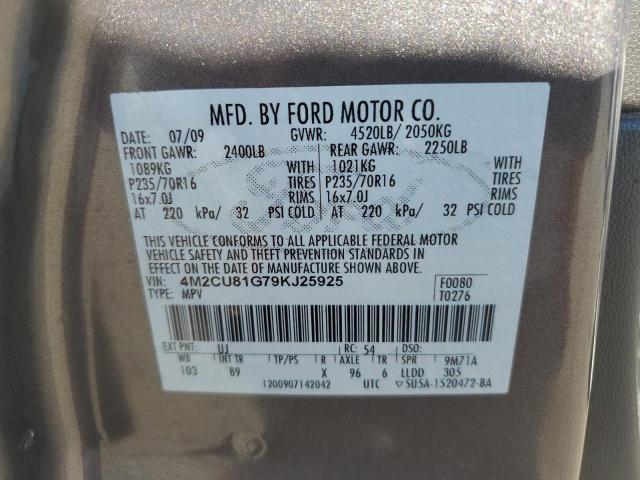 MFD. BY FORD MOTOR CO.
DATE: 07/09 GVWR: 4520LB/ 2050KG
FRONT GAWR: 2400LB REAR GAWR: 2250LB
1089KG WITH 1021KG WITH
P235/70R16 TIRES P235/70R16 TIRES
16x7.0J RIMS 16x7.0J RIMS
AT 220 kPa/ 32 PSI COLD AT 220 kPa/ 32 PSI COLD
THIS VEHICLE CONFORMS TO ALL APPLICABLE FEDERAL MOTOR
VEHICLE SAFETY AND THEFT PREVENTION STANDARDS IN
EFFECT ON THE DATE OF MANUFACTURE SHOWN ABOVE.
VIN: 4M2CU81G79KJ25925 F0080
TYPE: MPV T0276
EXT PNT: UJ RC: 54 DSO:
WB INT TR TP/PS R AXLE TR SPR 9M71A
103 B9 X 96 6 LLDD 305
1200907142042 UTC ▽5U5A-1520472-BA